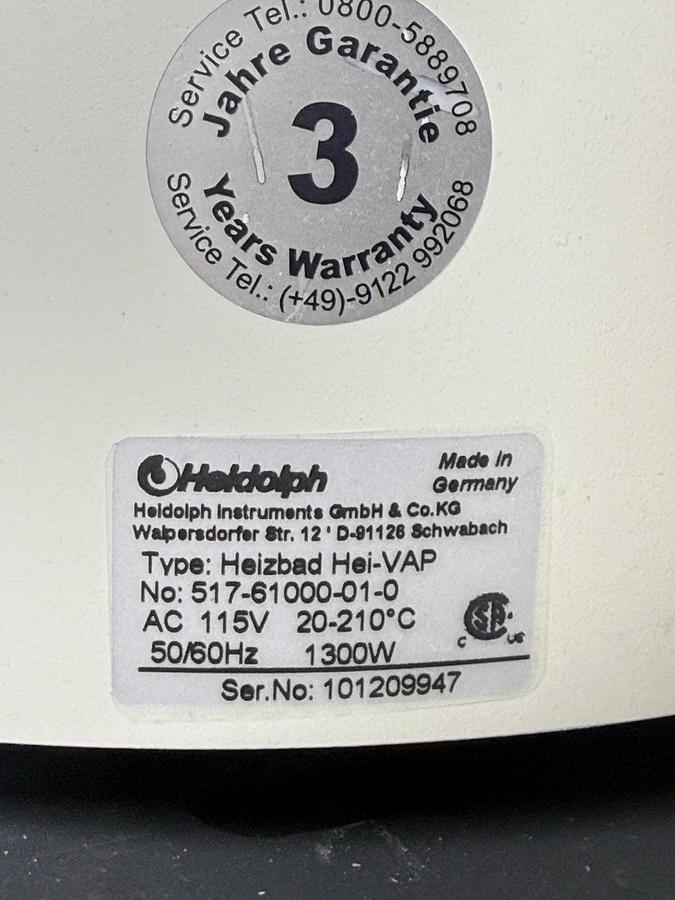 Service Tel.: 0800-5889708
Jahre Garantie
3
Years Warranty
Service Tel.: (+49)-9122 992068
Heidolph
Made in
Germany
Heidolph Instruments GmbH & Co.KG
Walpersdorfer Str. 12 ' D-91126 Schwabach
Type: Heizbad Hei-VAP
No: 517-61000-01-0
AC 115V 20-210°C
50/60Hz 1300W
C SP® US
Ser.No: 101209947